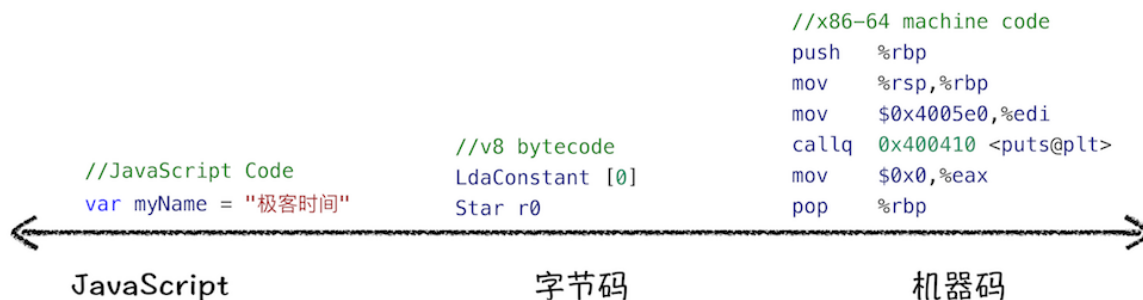 //JavaScript Code
var myName = "极客时间"
//v8 bytecode
LdaConstant [0]
Star r0
//x86-64 machine code
push %rbp
mov %rsp,%rbp
mov $0x4005e0,%edi
callq 0x400410 <puts@plt>
mov $0x0,%eax
pop %rbp
JavaScript
字节码
机器码